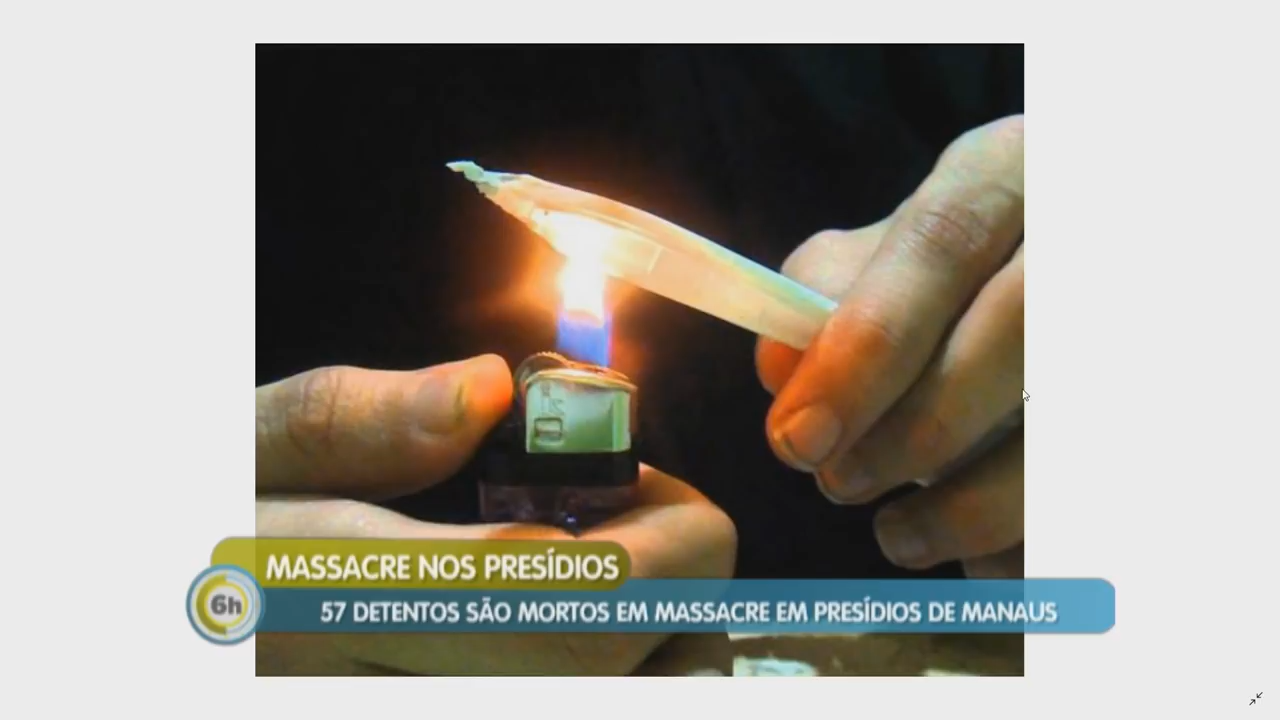 MASSACRE NOS PRESÍDIOS
6h
57 DETENTOS SÃO MORTOS EM MASSACRE EM PRESÍDIOS DE MANAUS